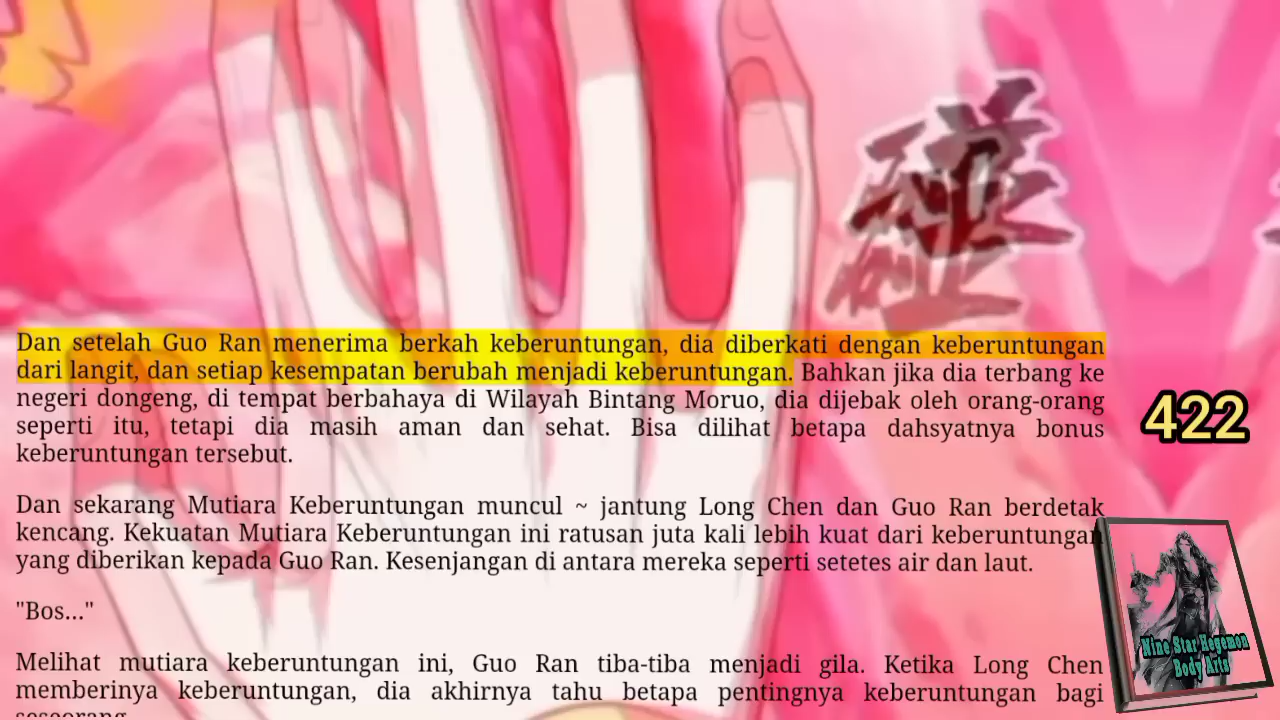 Dan setelah Guo Ran menerima berkah keberuntungan, dia diberkati dengan keberuntungan
dari langit, dan setiap kesempatan berubah menjadi keberuntungan. Bahkan jika dia terbang ke
negeri dongeng, di tempat berbahaya di Wilayah Bintang Moruo, dia dijebak oleh orang-orang
seperti itu, tetapi dia masih aman dan sehat. Bisa dilihat betapa dahsyatnya bonus
keberuntungan tersebut.
422
Dan sekarang Mutiara Keberuntungan muncul ~ jantung Long Chen dan Guo Ran berdetak
kencang. Kekuatan Mutiara Keberuntungan ini ratusan juta kali lebih kuat dari keberuntungan
yang diberikan kepada Guo Ran. Kesenjangan di antara mereka seperti setetes air dan laut.
"Bos..."
Melihat mutiara keberuntungan ini, Guo Ran tiba-tiba menjadi gila. Ketika Long Chen
memberinya keberuntungan, dia akhirnya tahu betapa pentingnya keberuntungan bagi
seseorang
Nine Star Hegemon
Body Arts